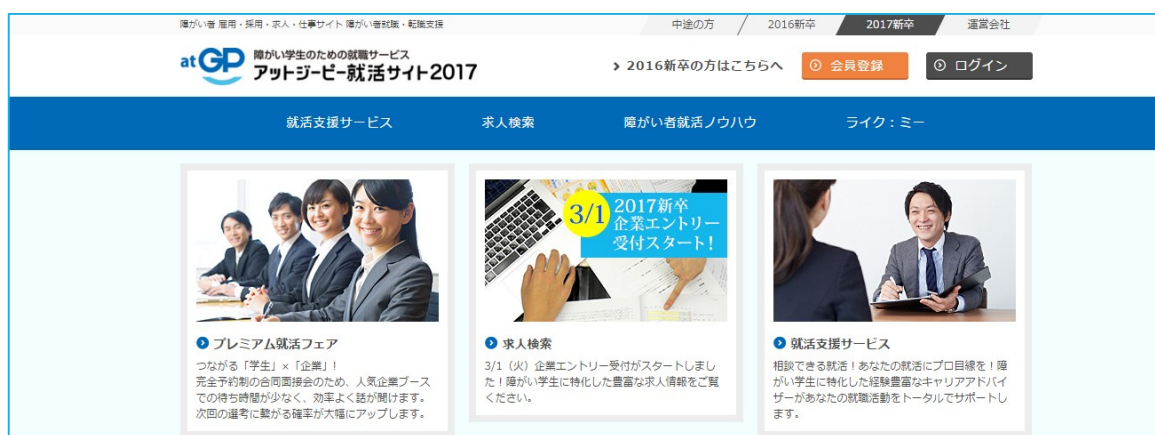 障がい者 雇用・採用・求人・仕事サイト 障がい者就職・転職支援
中途の方
2016新卒
2017新卒
運営会社
at GP
障がい学生のための就職サービス
アットジーピー就活サイト2017
2016新卒の方はこちらへ
会員登録
ログイン
就活支援サービス
求人検索
障がい者就活ノウハウ
ライク:ミー
3/1
2017新卒
企業エントリー
受付スタート!
プレミアム就活フェア
つながる「学生」×「企業」!
完全予約制の合同面接会のため、人気企業ブース
での待ち時間が少なく、効率よく話が聞けます。
次回の選考に繋がる確率が大幅にアップします。
求人検索
3/1(火)企業エントリー受付がスタートしまし
た!障がい学生に特化した豊富な求人情報をご覧
ください。
就活支援サービス
相談できる就活!あなたの就活にプロ目線を!障
がい学生に特化した経験豊富なキャリアアドバイ
ザーがあなたの就職活動をトータルでサポートし
ます。